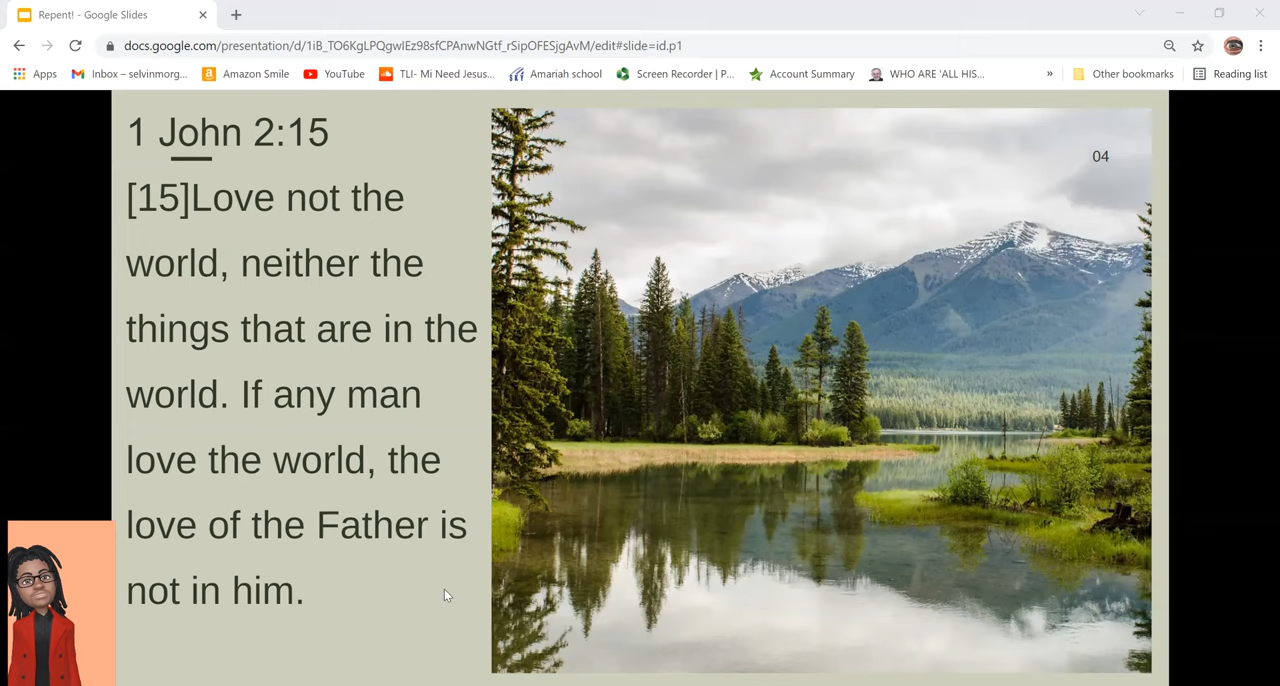 Repent! - Google Slides
docs.google.com/presentation/d/1iB_TO6KgLPQgwIEz98sfCPAnwNGtf_rSipOFESjgAvM/edit#slide=id.p1
Apps
Inbox – selvinmorg...
Amazon Smile
YouTube
TLI- Mi Need Jesus...
Amariah school
Screen Recorder | P...
Account Summary
WHO ARE 'ALL HIS...
»
Other bookmarks
Reading list
1 John 2:15
[15]Love not the
world, neither the
things that are in the
world. If any man
love the world, the
love of the Father is
not in him.
04